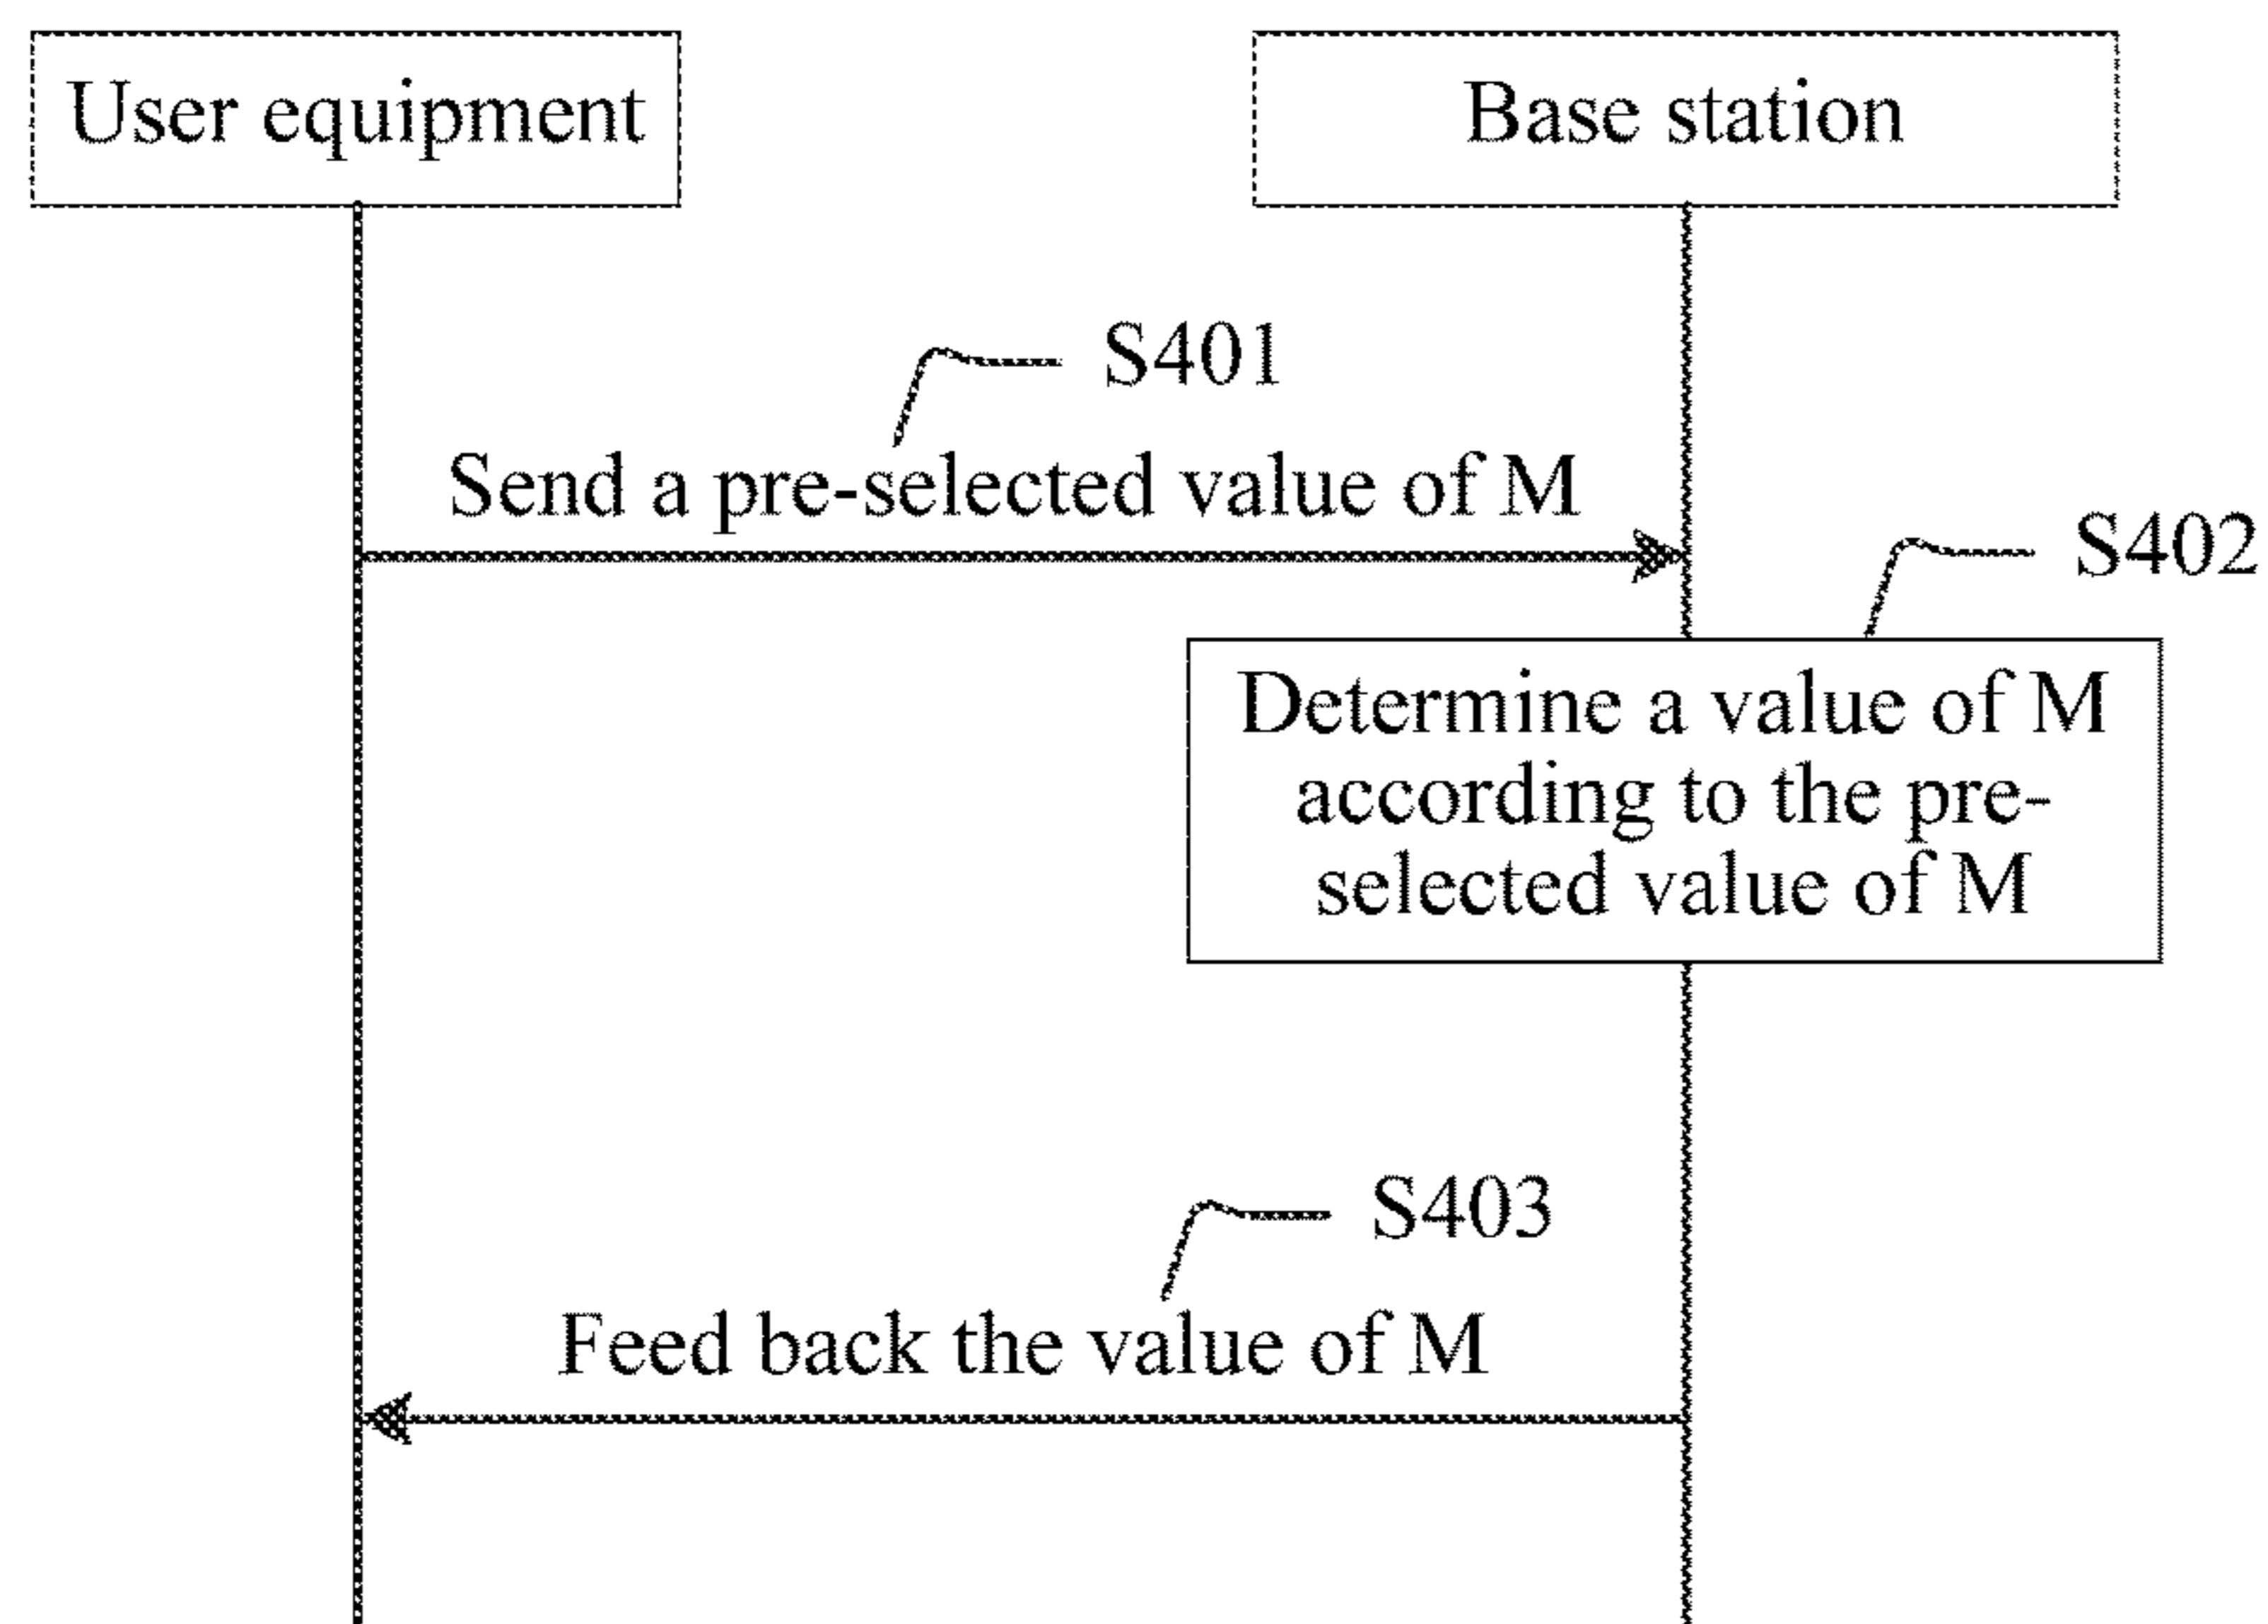 User equipment
Base station
S401
Send a pre-selected value of M
S402
Determine a value of M
according to the pre-
selected value of M
S403
Feed back the value of M